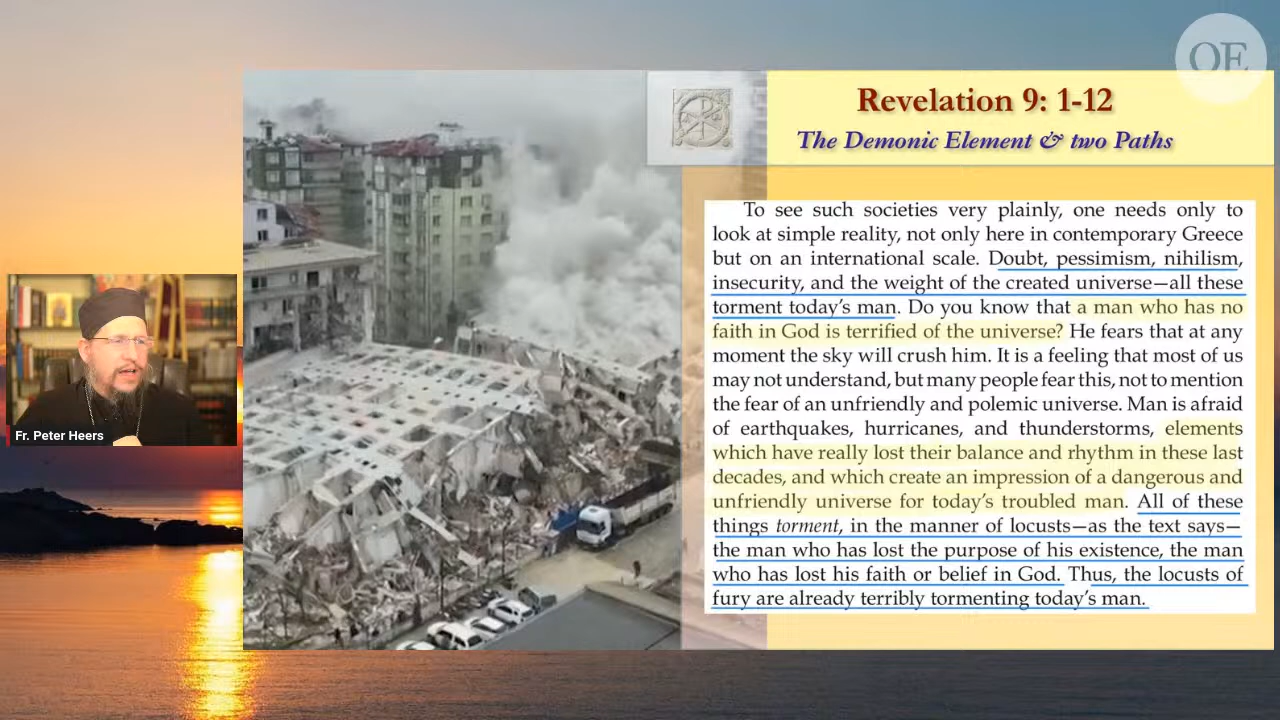 OE
Revelation 9: 1-12
The Demonic Element & two Paths
To see such societies very plainly, one needs only to
look at simple reality, not only here in contemporary Greece
but on an international scale. Doubt, pessimism, nihilism,
insecurity, and the weight of the created universe—all these
torment today's man. Do you know that a man who has no
faith in God is terrified of the universe? He fears that at any
moment the sky will crush him. It is a feeling that most of us
may not understand, but many people fear this, not to mention
the fear of an unfriendly and polemic universe. Man is afraid
of earthquakes, hurricanes, and thunderstorms, elements
which have really lost their balance and rhythm in these last
decades, and which create an impression of a dangerous and
unfriendly universe for today's troubled man. All of these
things torment, in the manner of locusts—as the text says—
the man who has lost the purpose of his existence, the man
who has lost his faith or belief in God. Thus, the locusts of
fury are already terribly tormenting today's man.
Fr. Peter Heers